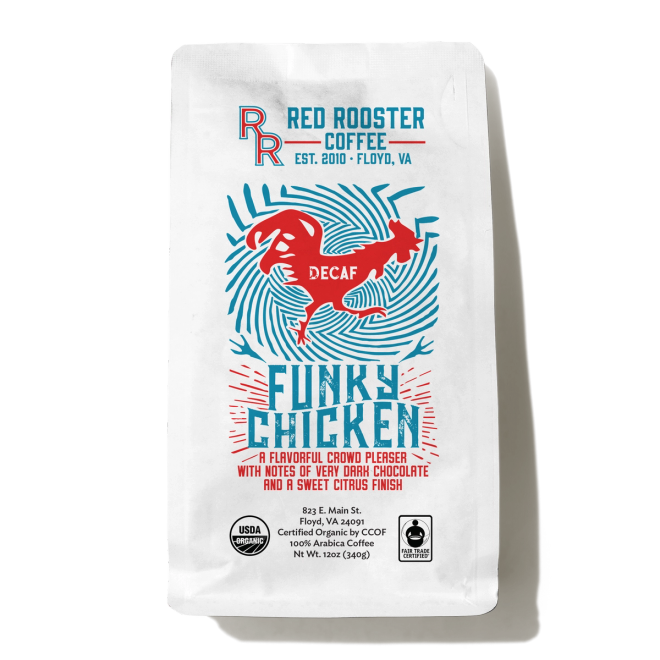 RR
RED ROOSTER
COFFEE
EST. 2010 · FLOYD, VA
DECAF
FUNKY
CHICKEN
A FLAVORFUL CROWD PLEASER
WITH NOTES OF VERY DARK CHOCOLATE
AND A SWEET CITRUS FINISH
823 E. Main St.
Floyd, VA 24091
Certified Organic by CCOF
100% Arabica Coffee
Nt Wt. 12oz (340g)
USDA
ORGANIC
FAIR TRADE
CERTIFIED